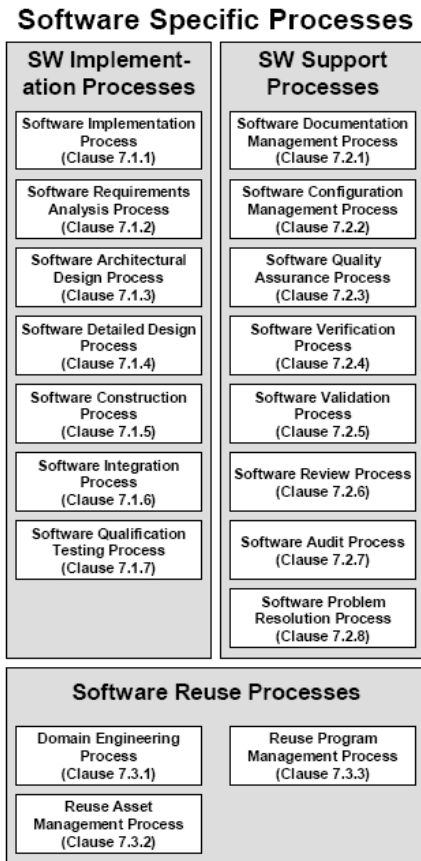 Software Specific Processes
SW Implement-
ation Processes
Software Implementation
Process
(Clause 7.1.1)
Software Requirements
Analysis Process
(Clause 7.1.2)
Software Architectural
Design Process
(Clause 7.1.3)
Software Detailed Design
Process
(Clause 7.1.4)
Software Construction
Process
(Clause 7.1.5)
Software Integration
Process
(Clause 7.1.6)
Software Qualification
Testing Process
(Clause 7.1.7)
SW Support
Processes
Software Documentation
Management Process
(Clause 7.2.1)
Software Configuration
Management Process
(Clause 7.2.2)
Software Quality
Assurance Process
(Clause 7.2.3)
Software Verification
Process
(Clause 7.2.4)
Software Validation
Process
(Clause 7.2.5)
Software Review Process
(Clause 7.2.6)
Software Audit Process
(Clause 7.2.7)
Software Problem
Resolution Process
(Clause 7.2.8)
Software Reuse Processes
Domain Engineering
Process
(Clause 7.3.1)
Reuse Asset
Management Process
(Clause 7.3.2)
Reuse Program
Management Process
(Clause 7.3.3)